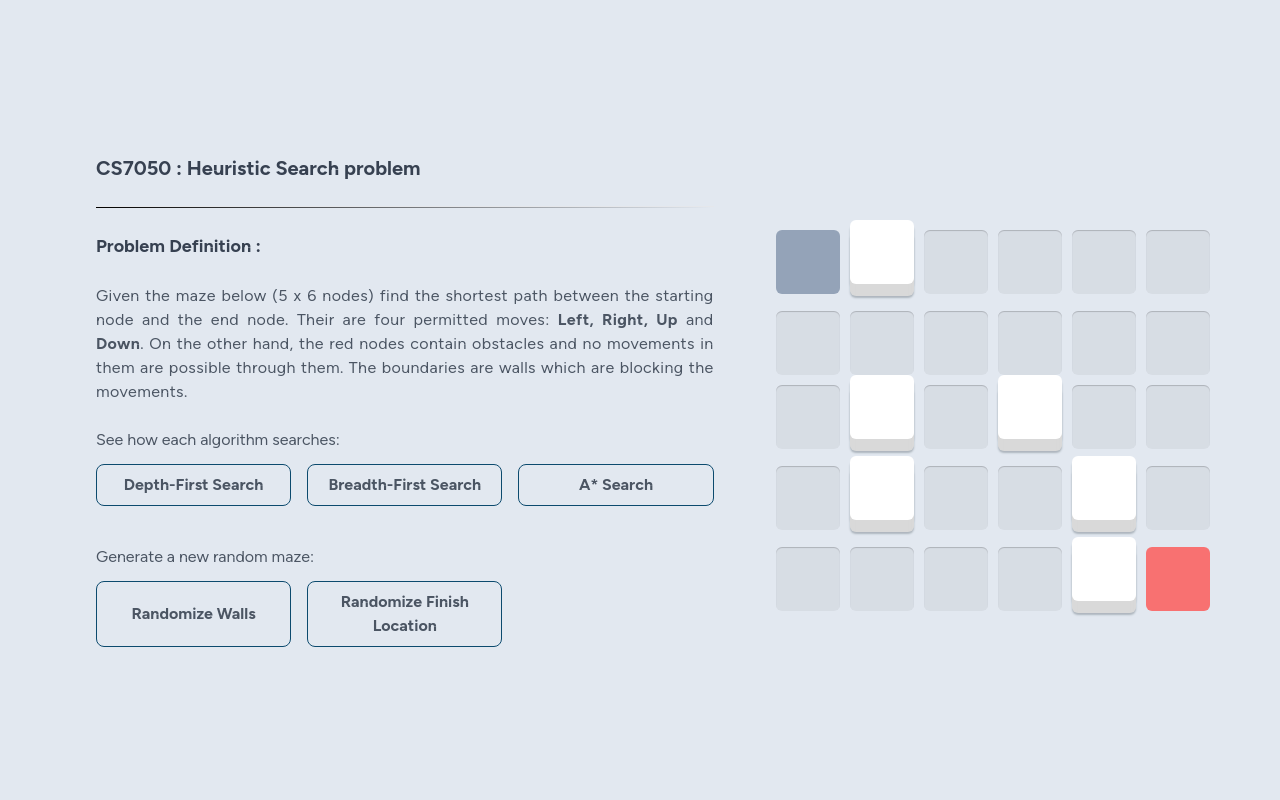 CS7050 : Heuristic Search problem
Problem Definition :
Given the maze below (5 x 6 nodes) find the shortest path between the starting
node and the end node. Their are four permitted moves: Left, Right, Up and
Down. On the other hand, the red nodes contain obstacles and no movements in
them are possible through them. The boundaries are walls which are blocking the
movements.
See how each algorithm searches:
Depth-First Search
Breadth-First Search
A* Search
Generate a new random maze:
Randomize Walls
Randomize Finish
Location